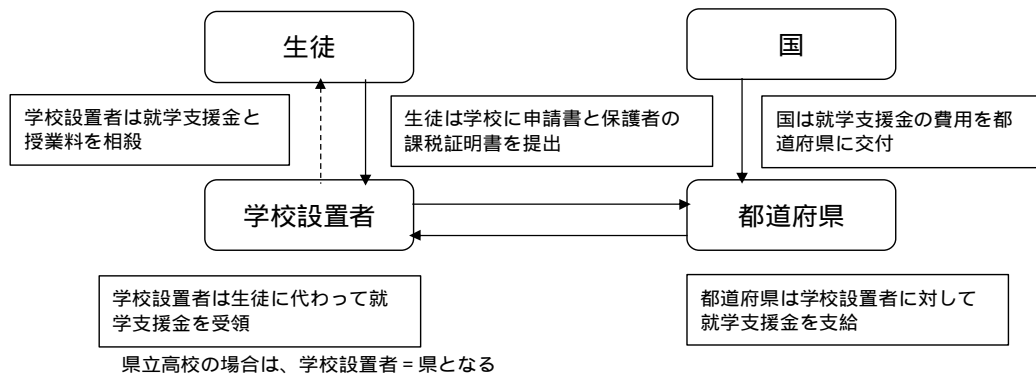 生徒
国
学校設置者は就学支援金と
授業料を相殺
生徒は学校に申請書と保護者の
課税証明書を提出
国は就学支援金の費用を都
道府県に交付
学校設置者
都道府県
学校設置者は生徒に代わって就
学支援金を受領
都道府県は学校設置者に対して
就学支援金を支給
県立高校の場合は、学校設置者＝県となる